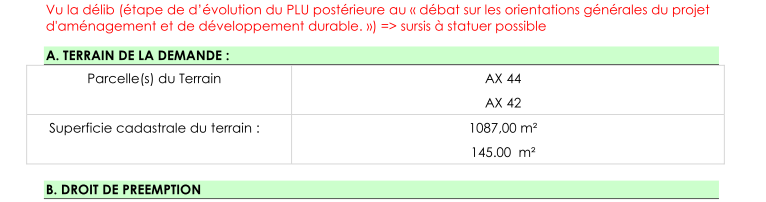 Vu la délib (étape de d’évolution du PLU postérieure au « débat sur les orientations générales du projet
d'aménagement et de développement durable. ») => sursis à statuer possible
A. TERRAIN DE LA DEMANDE :
Parcelle(s) du Terrain
AX 44
AX 42
Superficie cadastrale du terrain :
1087,00 m²
145.00 m²
B. DROIT DE PREEMPTION